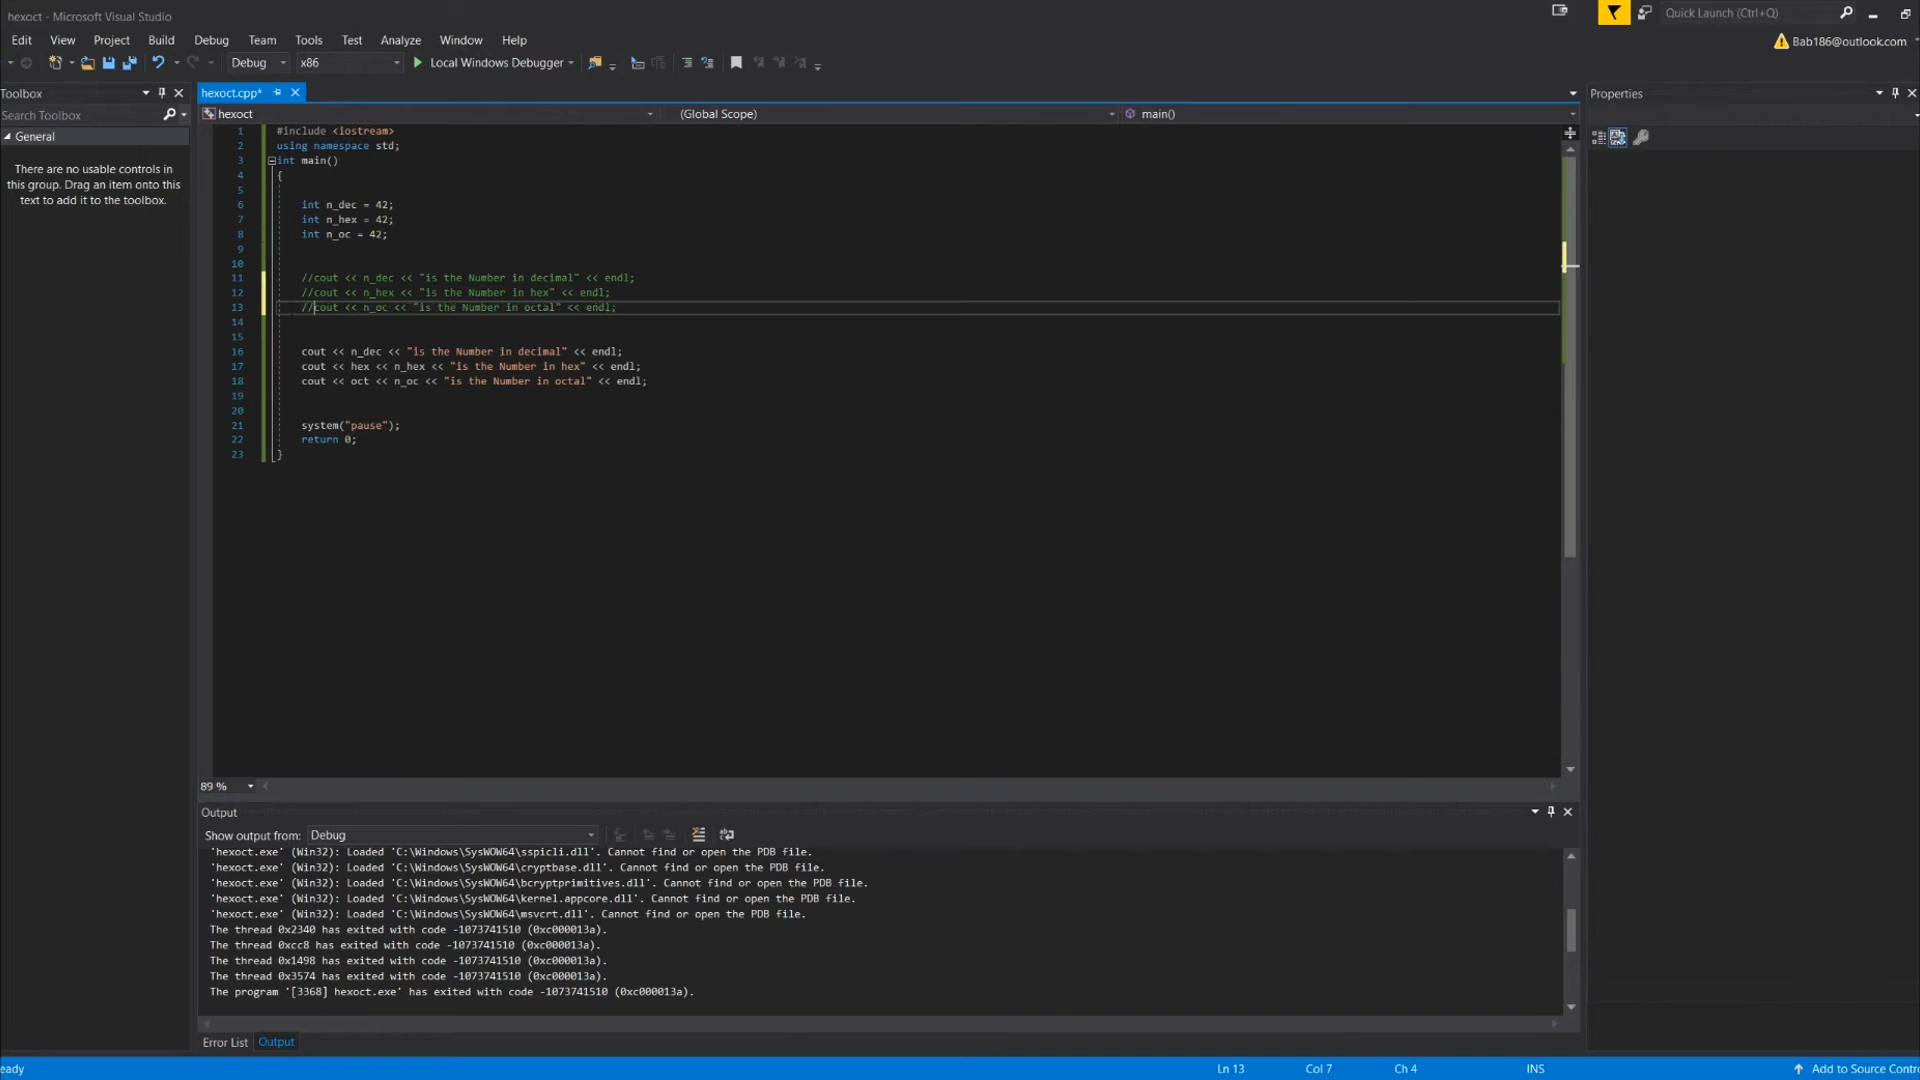 hexoct - Microsoft Visual Studio
Quick Launch (Ctrl+Q)
Edit View Project Build Debug Team Tools Test Analyze Window Help
Bab186@outlook.com
Debug x86 Local Windows Debugger
Toolbox
hexoct.cpp*
Properties
Search Toolbox
hexoct (Global Scope) main()
General
There are no usable controls in
this group. Drag an item onto this
text to add it to the toolbox.
1 #include <iostream>
2 using namespace std;
3 int main()
4 {
5
6 int n_dec = 42;
7 int n_hex = 42;
8 int n_oc = 42;
9
10
11 //cout << n_dec << "is the Number in decimal" << endl;
12 //cout << n_hex << "is the Number in hex" << endl;
13 //cout << n_oc << "is the Number in octal" << endl;
14
15
16 cout << n_dec << "is the Number in decimal" << endl;
17 cout << hex << n_hex << "is the Number in hex" << endl;
18 cout << oct << n_oc << "is the Number in octal" << endl;
19
20
21 system("pause");
22 return 0;
23 }
89 %
Output
Show output from: Debug
'hexoct.exe' (Win32): Loaded 'C:\Windows\SysWOW64\sspicli.dll'. Cannot find or open the PDB file.
'hexoct.exe' (Win32): Loaded 'C:\Windows\SysWOW64\cryptbase.dll'. Cannot find or open the PDB file.
'hexoct.exe' (Win32): Loaded 'C:\Windows\SysWOW64\bcryptprimitives.dll'. Cannot find or open the PDB file.
'hexoct.exe' (Win32): Loaded 'C:\Windows\SysWOW64\kernel.appcore.dll'. Cannot find or open the PDB file.
'hexoct.exe' (Win32): Loaded 'C:\Windows\SysWOW64\msvcrt.dll'. Cannot find or open the PDB file.
The thread 0x2340 has exited with code -1073741510 (0xc000013a).
The thread 0xcc8 has exited with code -1073741510 (0xc000013a).
The thread 0x1498 has exited with code -1073741510 (0xc000013a).
The thread 0x3574 has exited with code -1073741510 (0xc000013a).
The program '[3368] hexoct.exe' has exited with code -1073741510 (0xc000013a).
Error List Output
eady Ln 13 Col 7 Ch 4 INS Add to Source Contro